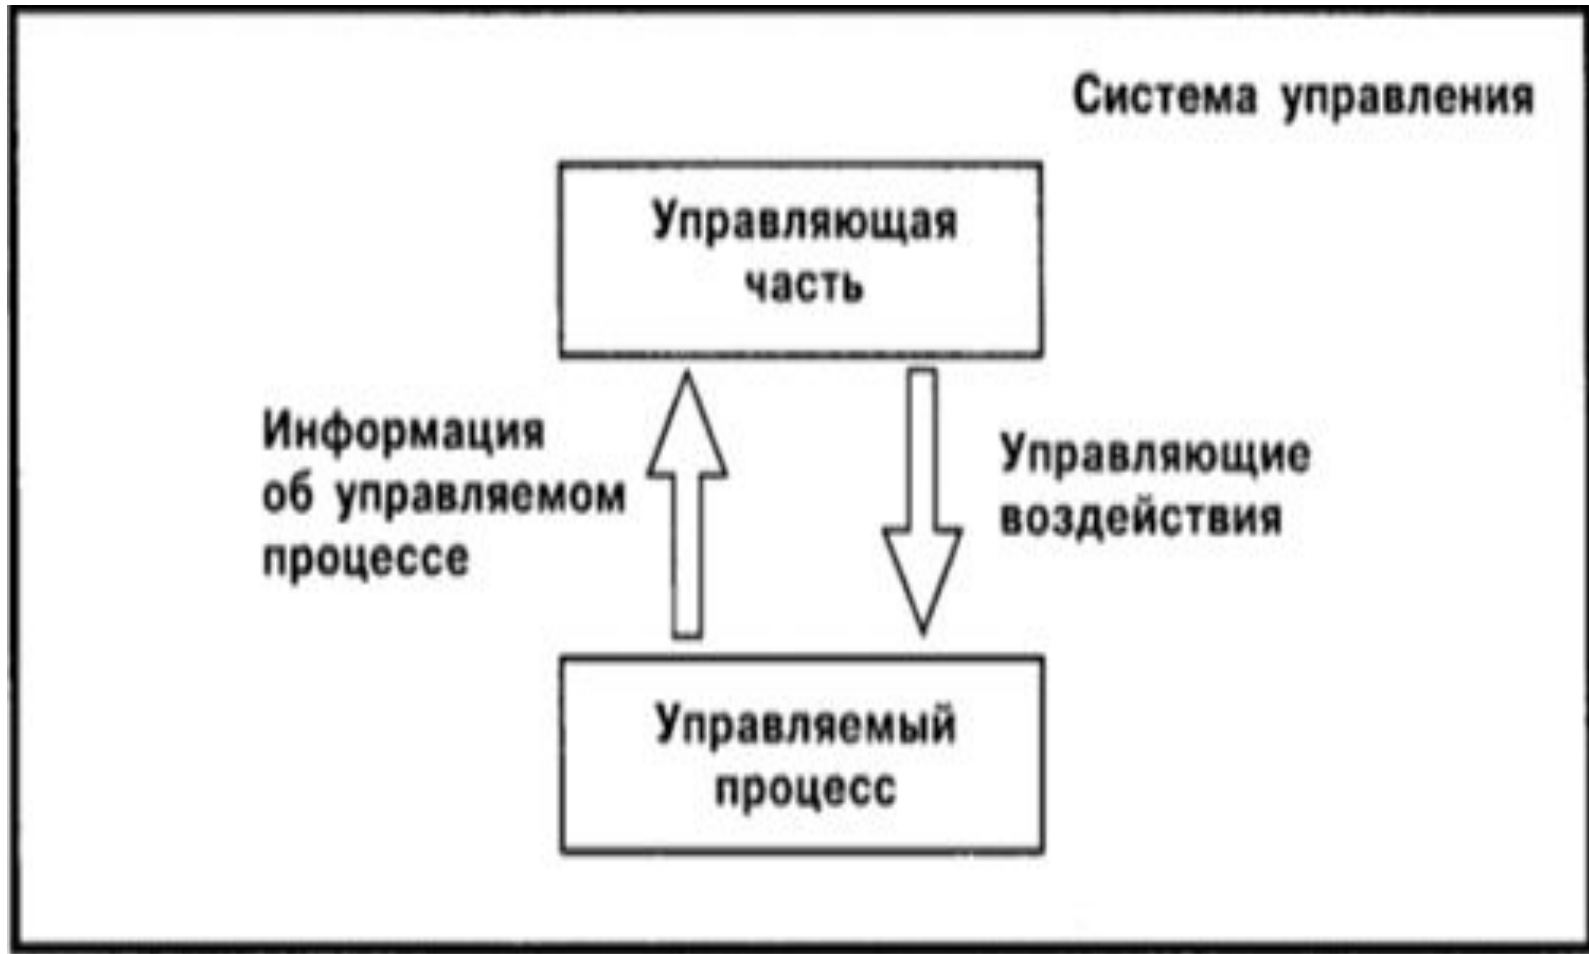 Система управления
Управляющая
часть
Информация
об управляемом
процессе
Управляющие
воздействия
Управляемый
процесс